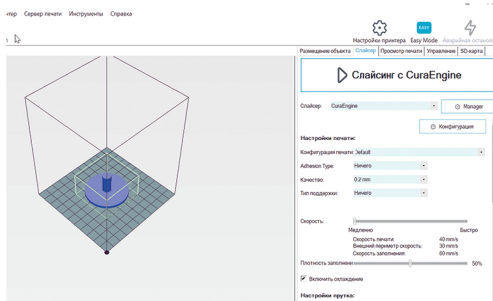 нтер Сервер печати Инструменты Справка
EASY
Настройки принтера Easy Mode Аварийная останов
Размещение объекта Слайсер Просмотр печати Управление SD-карта
Слайсинг с CuraEngine
Слайсер: CuraEngine Manager
Конфигурация
Настройки печати:
Конфигурация печати: Default
Adhesion Type: Ничего
Качество: 0.2 mm
Тип поддержки: Ничего
Скорость:
Медленно Быстро
Скорость печати: 40 mm/s
Внешний периметр скорость: 30 mm/s
Скорость заполнения: 60 mm/s
Плотность заполнени 50%
Включить охлаждение
Настройки прутка: